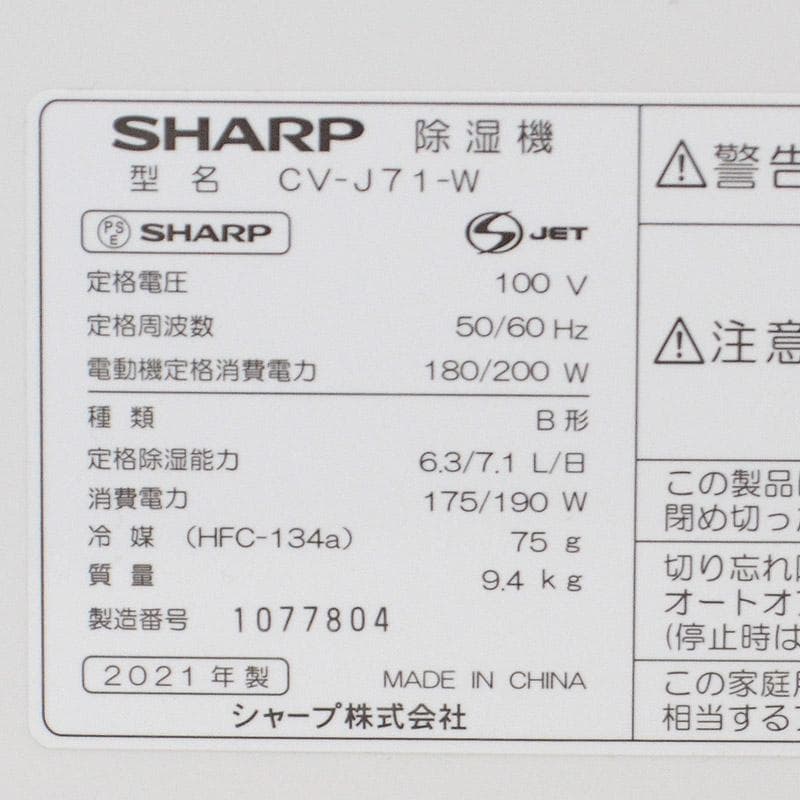 SHARP 除湿機
型名 CV-J71-W
PSE SHARP
S JET
定格電圧 100 V
定格周波数 50/60 Hz
電動機定格消費電力 180/200 W
種類 B形
定格除湿能力 6.3/7.1 L/日
消費電力 175/190 W
冷媒 (HFC-134a) 75 g
質量 9.4 kg
製造番号 1077804
2021年製 MADE IN CHINA
シャープ株式会社
警告
注意
この製品
閉め切っ
切り忘れ
オートオ
(停止時は
この家庭
相当する